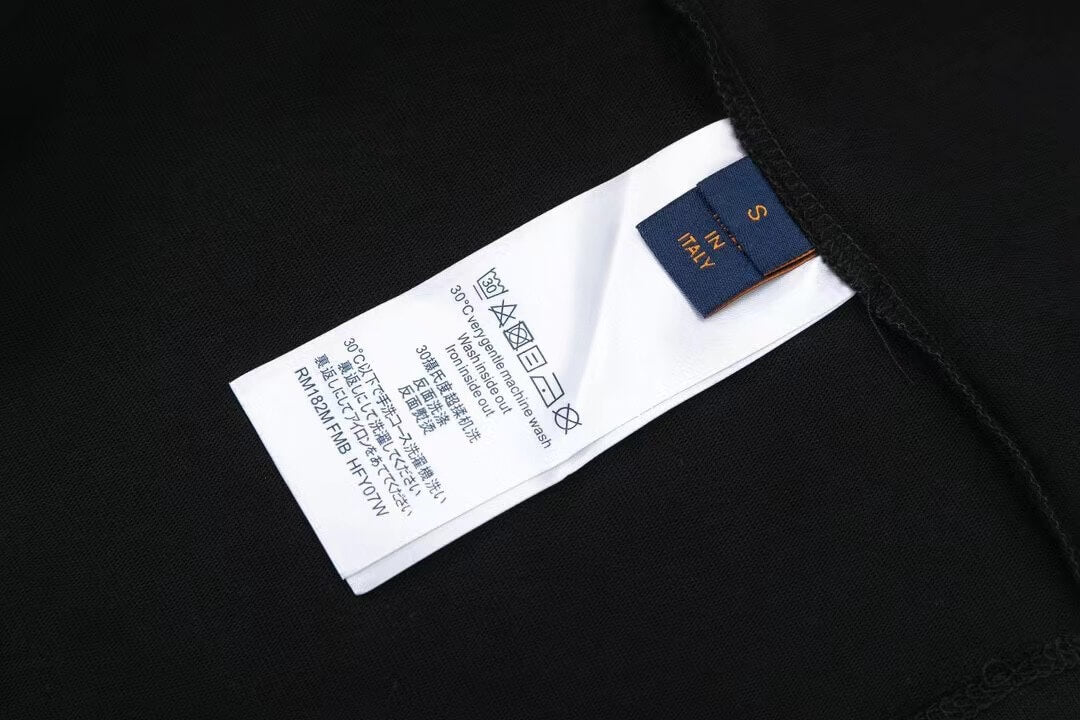 S
IN
ITALY
30
30°C very gentle machine wash
Wash inside out
Iron inside out
30摄氏度超揉机洗
反面洗涤
反面熨烫
30°C以下で手洗コース洗濯機洗い
裏返しにして洗濯してください
裏返しにしてアイロンをあててください
RM182M FMB HFY07W